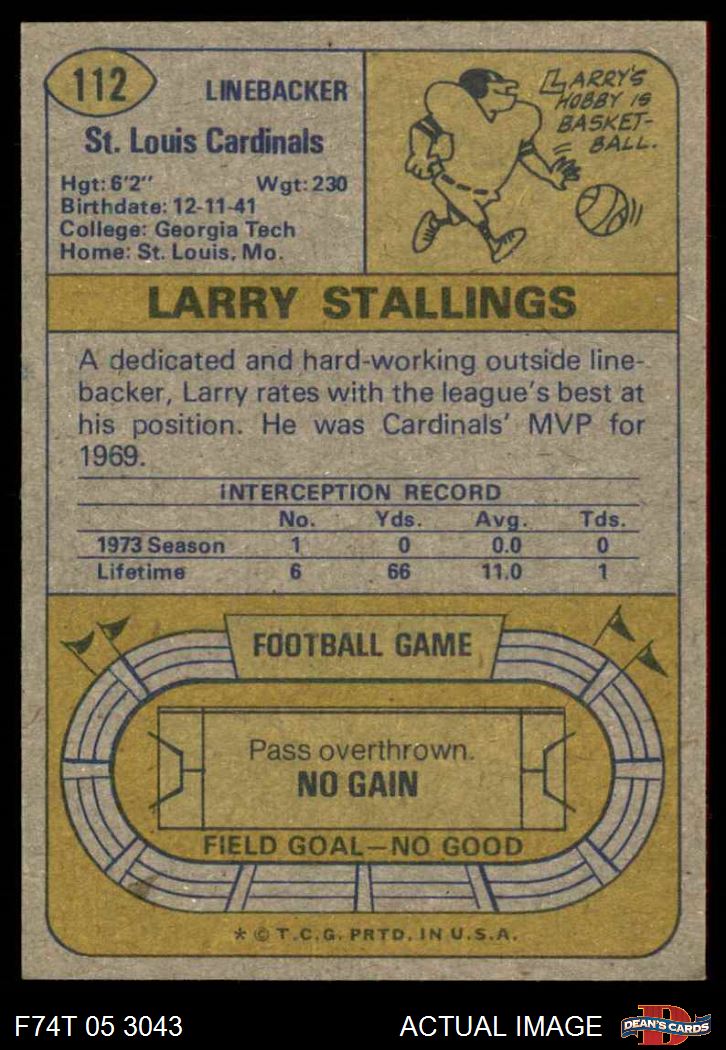 112
LINEBACKER
St. Louis Cardinals
Hgt: 6'2" Wgt: 230
Birthdate: 12-11-41
College: Georgia Tech
Home: St. Louis, Mo.
LARRY'S
HOBBY IS
BASKET-
BALL.
LARRY STALLINGS
A dedicated and hard-working outside line-
backer, Larry rates with the league's best at
his position. He was Cardinals' MVP for
1969.
INTERCEPTION RECORD
No. Yds. Avg. Tds.
1973 Season 1 0 0.0 0
Lifetime 6 66 11.0 1
FOOTBALL GAME
Pass overthrown.
NO GAIN
FIELD GOAL—NO GOOD
* © T.C.G. PRTD. IN U.S.A.
F74T 05 3043 ACTUAL IMAGE
D
DEAN'S CARDS